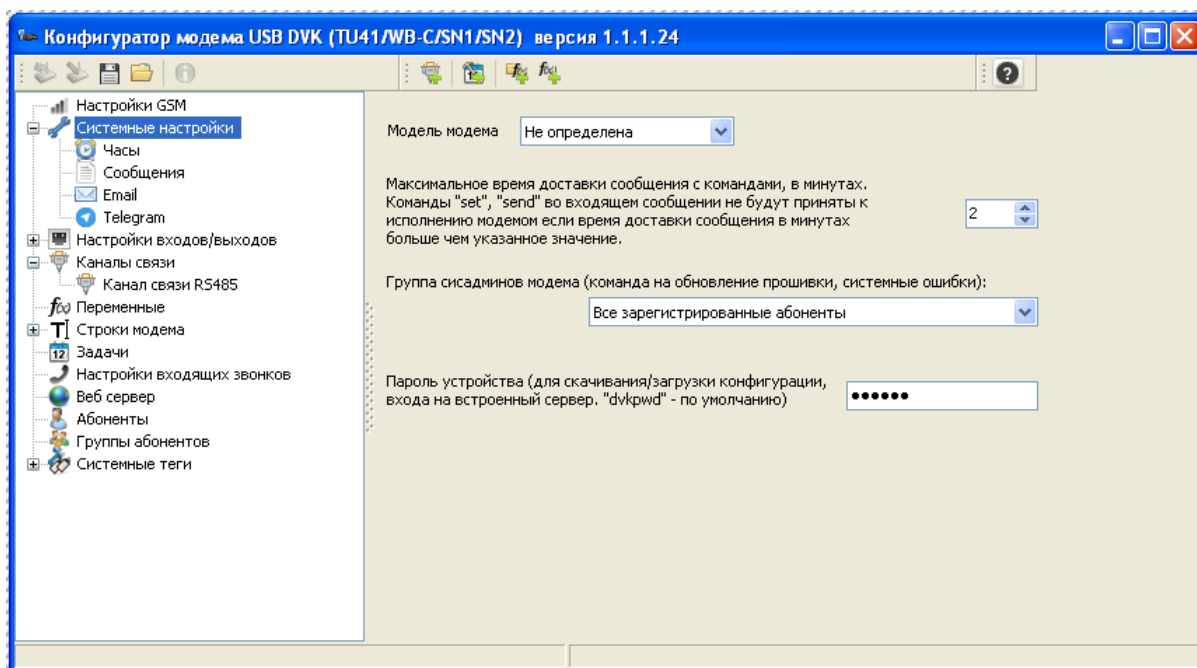 Конфигуратор модема USB DVK (TU41/WB-C/SN1/SN2) версия 1.1.1.24
Настройки GSM
Системные настройки
Часы
Сообщения
Email
Telegram
Настройки входов/выходов
Каналы связи
Канал связи RS485
f(x) Переменные
Строки модема
12 Задачи
Настройки входящих звонков
Веб сервер
Абоненты
Группы абонентов
Системные теги
Модель модема Не определена
Максимальное время доставки сообщения с командами, в минутах.
Команды "set", "send" во входящем сообщении не будут приняты к
исполнению модемом если время доставки сообщения в минутах
больше чем указанное значение.
2
Группа сисадминов модема (команда на обновление прошивки, системные ошибки):
Все зарегистрированные абоненты
Пароль устройства (для скачивания/загрузки конфигурации,
входа на встроенный сервер. "dvkpwd" - по умолчанию)
●●●●●●